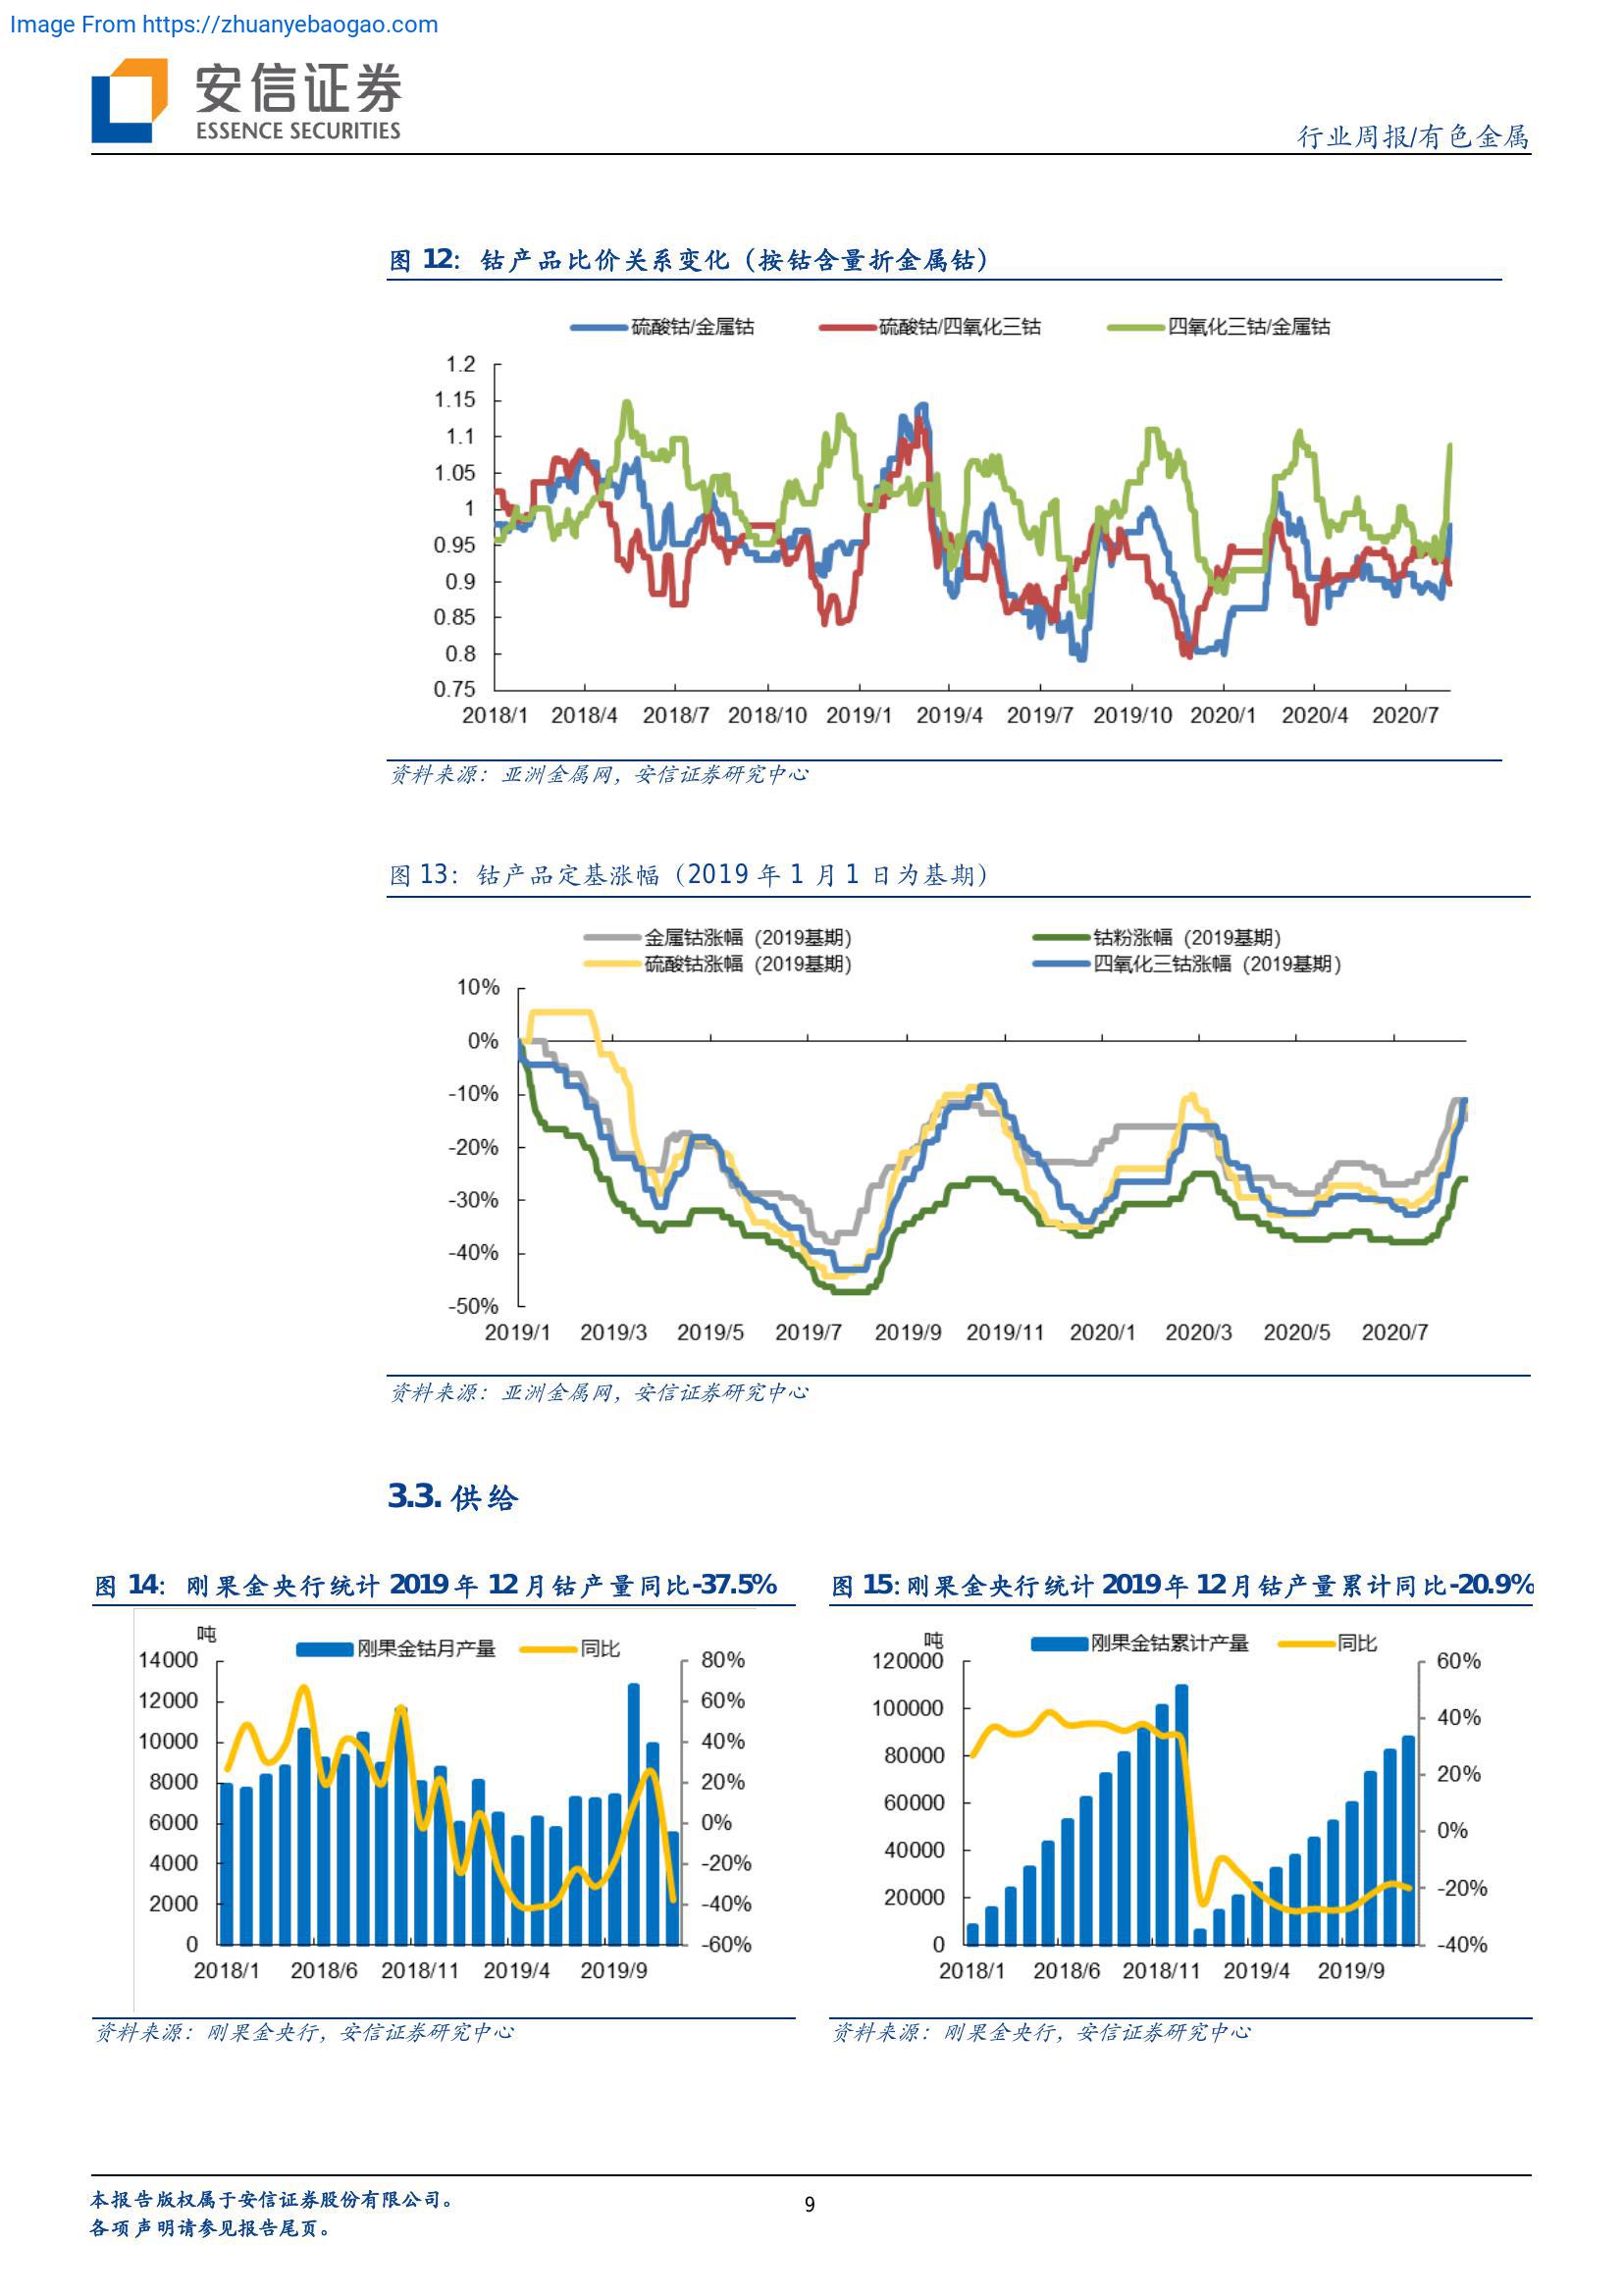 Image From https://zhuanyebaogao.com
安信证券
ESSENCE SECURITIES
行业周报/有色金属
图 12：钴产品比价关系变化（按钴含量折金属钴）
硫酸钴/金属钴 硫酸钴/四氧化三钴 四氧化三钴/金属钴
1.2
1.15
1.1
1.05
1
0.95
0.9
0.85
0.8
0.75
2018/1 2018/4 2018/7 2018/10 2019/1 2019/4 2019/7 2019/10 2020/1 2020/4 2020/7
资料来源：亚洲金属网，安信证券研究中心
图 13：钴产品定基涨幅（2019 年 1 月 1 日为基期）
金属钴涨幅（2019基期） 钴粉涨幅（2019基期）
硫酸钴涨幅（2019基期） 四氧化三钴涨幅（2019基期）
10%
0%
-10%
-20%
-30%
-40%
-50%
2019/1 2019/3 2019/5 2019/7 2019/9 2019/11 2020/1 2020/3 2020/5 2020/7
资料来源：亚洲金属网，安信证券研究中心
3.3. 供给
图 14：刚果金央行统计 2019 年 12 月钴产量同比-37.5%
吨
刚果金钴月产量 同比
14000 80%
12000 60%
10000 40%
8000 20%
6000 0%
4000 -20%
2000 -40%
0 -60%
2018/1 2018/6 2018/11 2019/4 2019/9
资料来源：刚果金央行，安信证券研究中心
图 15：刚果金央行统计 2019 年 12 月钴产量累计同比-20.9%
吨
刚果金钴累计产量 同比
120000 60%
100000 40%
80000 20%
60000 0%
40000 -20%
20000 -40%
0
2018/1 2018/6 2018/11 2019/4 2019/9
资料来源：刚果金央行，安信证券研究中心
本报告版权属于安信证券股份有限公司。
各项声明请参见报告尾页。
9